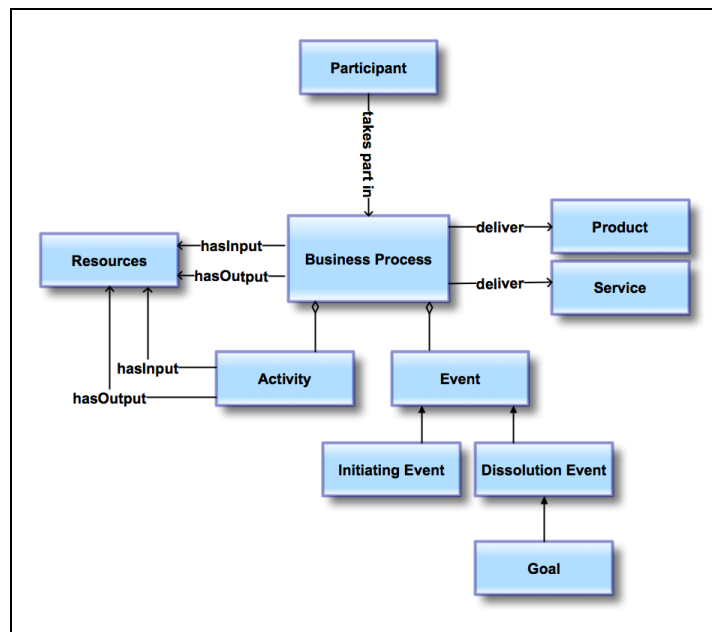 Participant
takes part in
Business Process
deliver
Product
deliver
Service
Resources
hasInput
hasOutput
hasInput
hasOutput
Activity
Event
Initiating Event
Dissolution Event
Goal